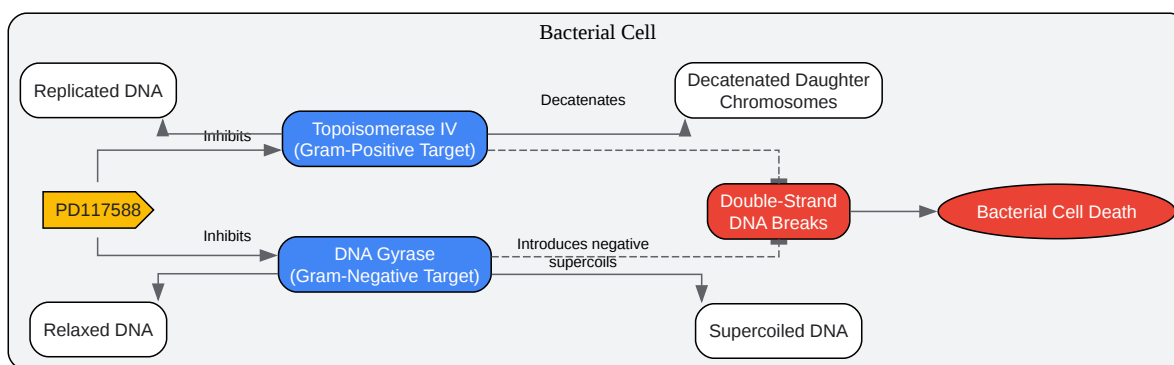 Bacterial Cell
Replicated DNA
Decatenates
Decatenated Daughter
Chromosomes
Inhibits
Topoisomerase IV
(Gram-Positive Target)
PD117588
Double-Strand
DNA Breaks
Bacterial Cell Death
Inhibits
DNA Gyrase
(Gram-Negative Target)
Introduces negative
supercoils
Relaxed DNA
Supercoiled DNA